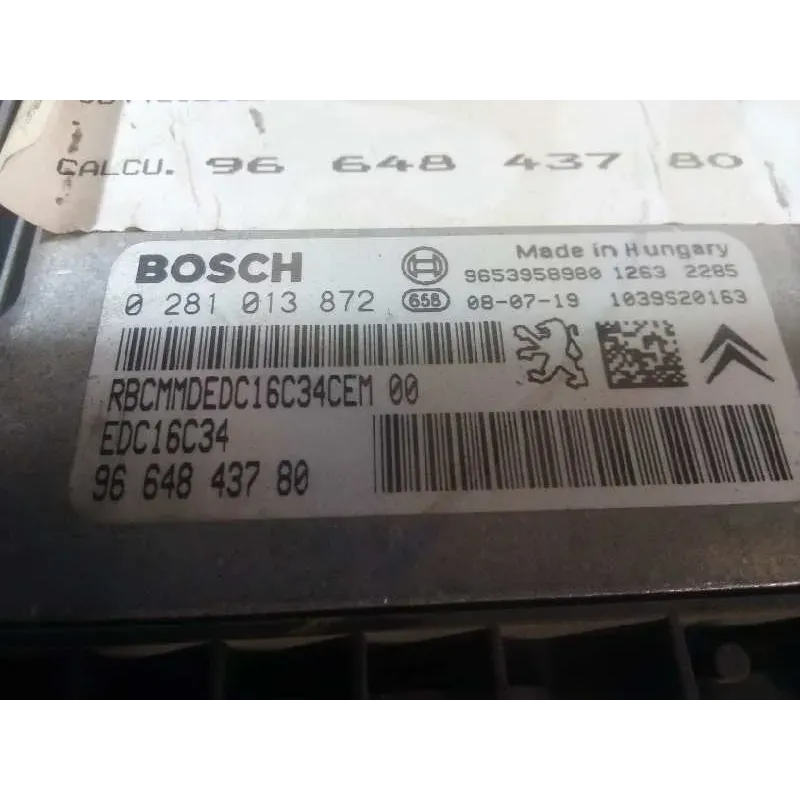 CALCU. 96 648 437 80
BOSCH
Made in Hungary
9653958980 1263 2285
0 281 013 872 656 08-07-19 1039S20163
RBCMMDEDC16C34CEM 00
EDC16C34
96 648 437 80